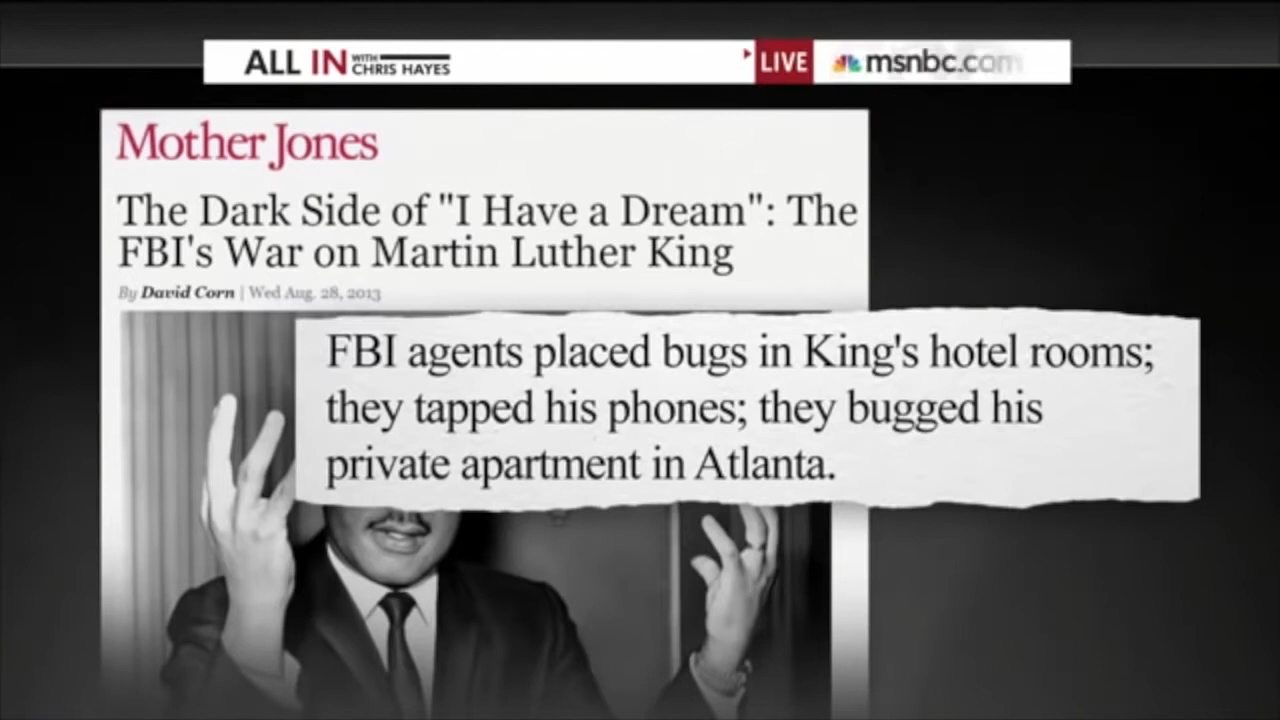 ALL IN WITH CHRIS HAYES
LIVE
msnbc.com
Mother Jones
The Dark Side of "I Have a Dream": The
FBI's War on Martin Luther King
By David Corn | Wed Aug. 28, 2013
FBI agents placed bugs in King's hotel rooms;
they tapped his phones; they bugged his
private apartment in Atlanta.